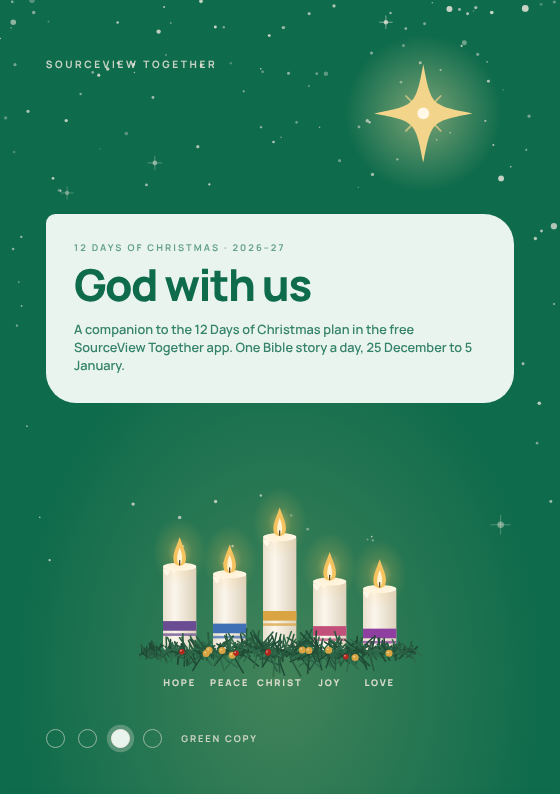 SOURCEVIEW TOGETHER
12 DAYS OF CHRISTMAS · 2026–27
God with us
A companion to the 12 Days of Christmas plan in the free
SourceView Together app. One Bible story a day, 25 December to 5
January.
HOPE PEACE CHRIST JOY LOVE
GREEN COPY